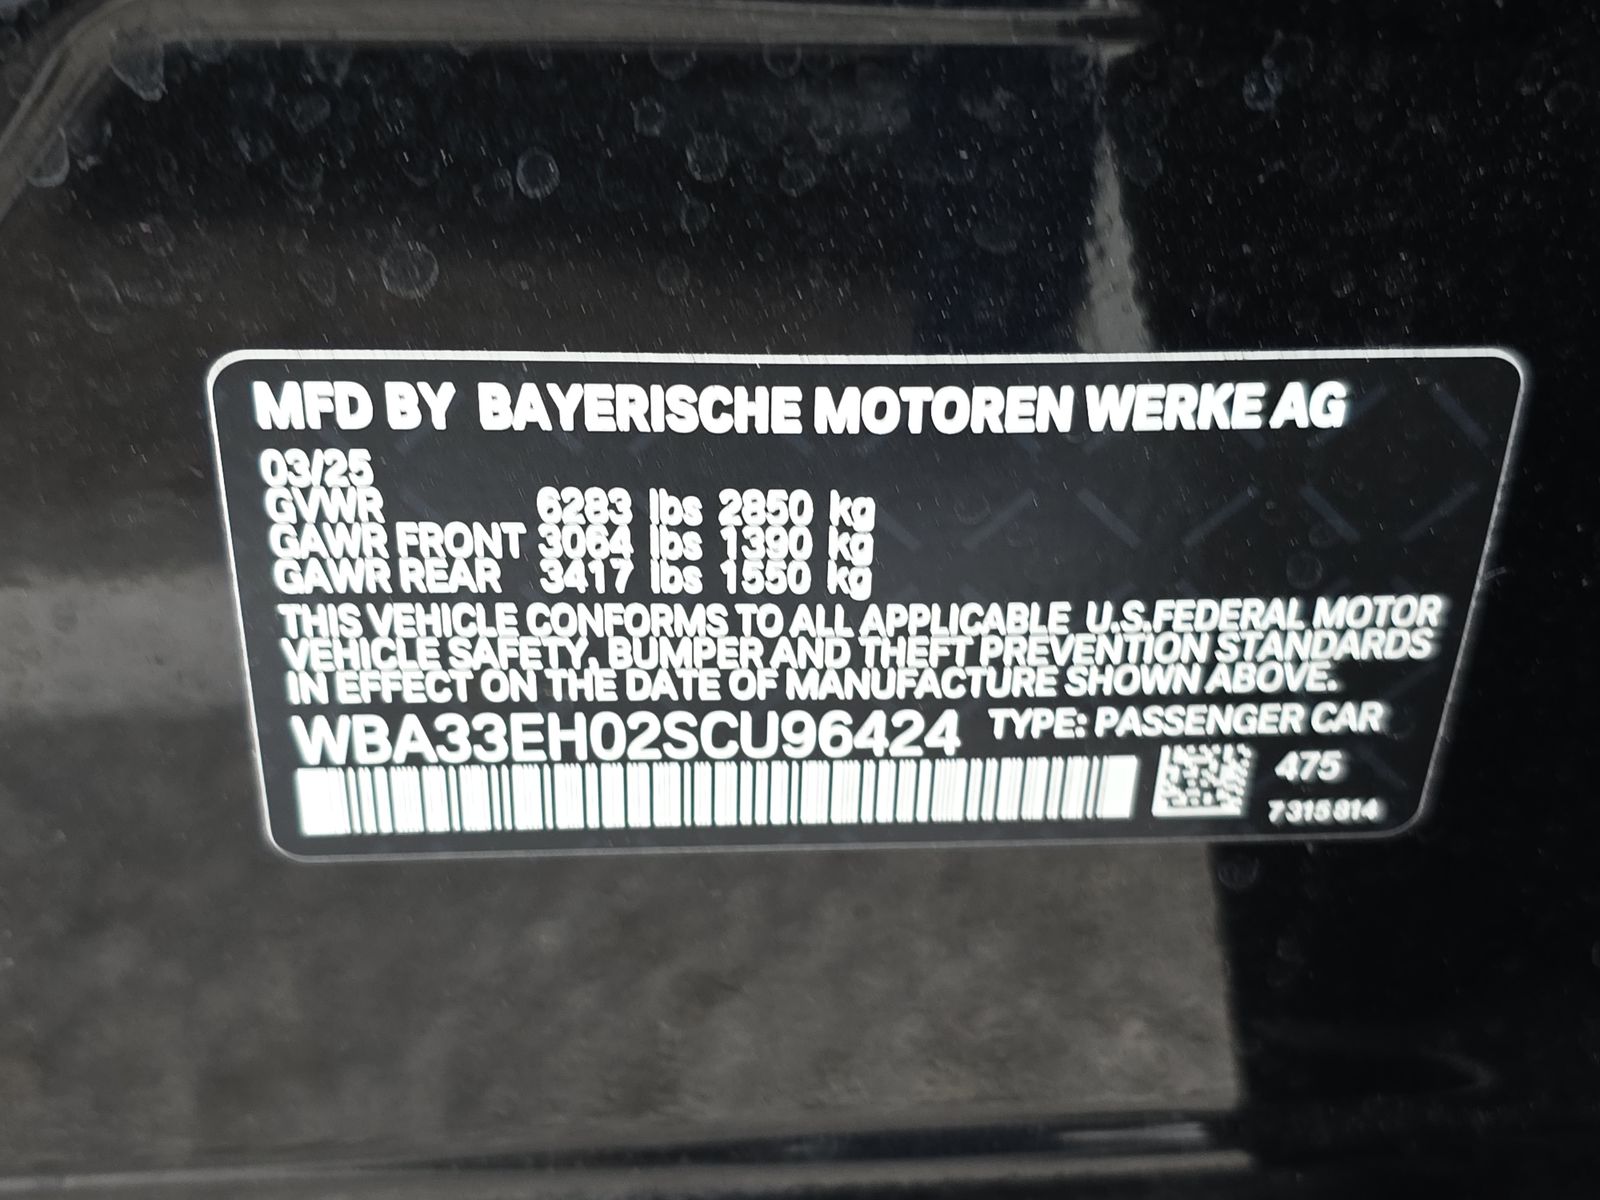 MFD BY BAYERISCHE MOTOREN WERKE AG
03/25
GVWR 6283 lbs 2850 kg
GAWR FRONT 3064 lbs 1390 kg
GAWR REAR 3417 lbs 1550 kg
THIS VEHICLE CONFORMS TO ALL APPLICABLE U.S.FEDERAL MOTOR
VEHICLE SAFETY, BUMPER AND THEFT PREVENTION STANDARDS
IN EFFECT ON THE DATE OF MANUFACTURE SHOWN ABOVE.
WBA33EH02SCU96424 TYPE: PASSENGER CAR
475
7315814